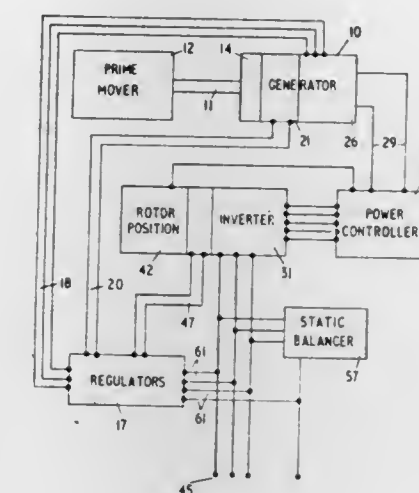 12
14
10
PRIME
MOVER
GENERATOR
11
21
26
29
ROTOR
POSITION
INVERTER
POWER
CONTROLLER
42
31
18
20
47
STATIC
BALANCER
57
REGULATORS
61
61
17
45